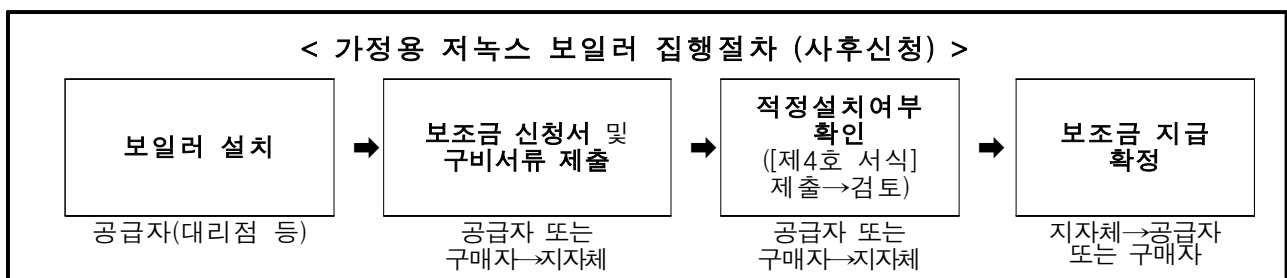 < 가정용 저녹스 보일러 집행절차 (사후신청) >
보일러 설치
➡
보조금 신청서 및
구비서류 제출
➡
적정설치여부
확인
([제4호 서식]
제출→검토)
➡
보조금 지급
확정
공급자(대리점 등)
공급자 또는
구매자→지자체
공급자 또는
구매자→지자체
지자체→공급자
또는 구매자